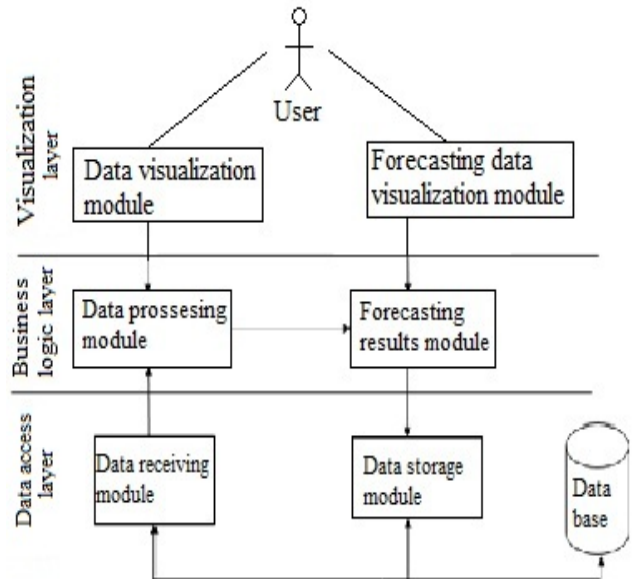 User
Visualization
layer
Data visualization
module
Forecasting data
visualization module
Business
logic layer
Data prossesing
module
Forecasting
results module
Data access
layer
Data receiving
module
Data storage
module
Data
base